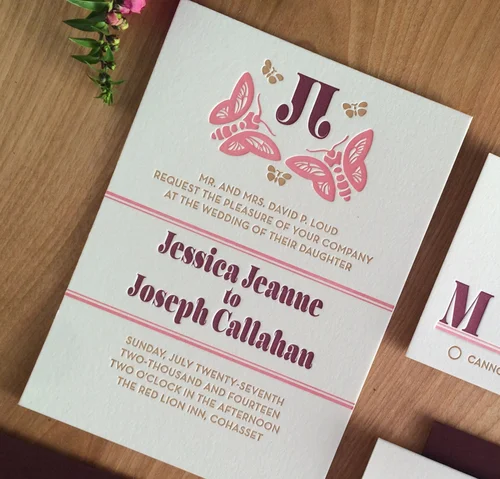 JJ
MR. AND MRS. DAVID P. LOUD
REQUEST THE PLEASURE OF YOUR COMPANY
AT THE WEDDING OF THEIR DAUGHTER
Jessica Jeanne
to
Joseph Callahan
SUNDAY, JULY TWENTY-SEVENTH
TWO-THOUSAND AND FOURTEEN
TWO O'CLOCK IN THE AFTERNOON
THE RED LION INN, COHASSET
M
CANNO